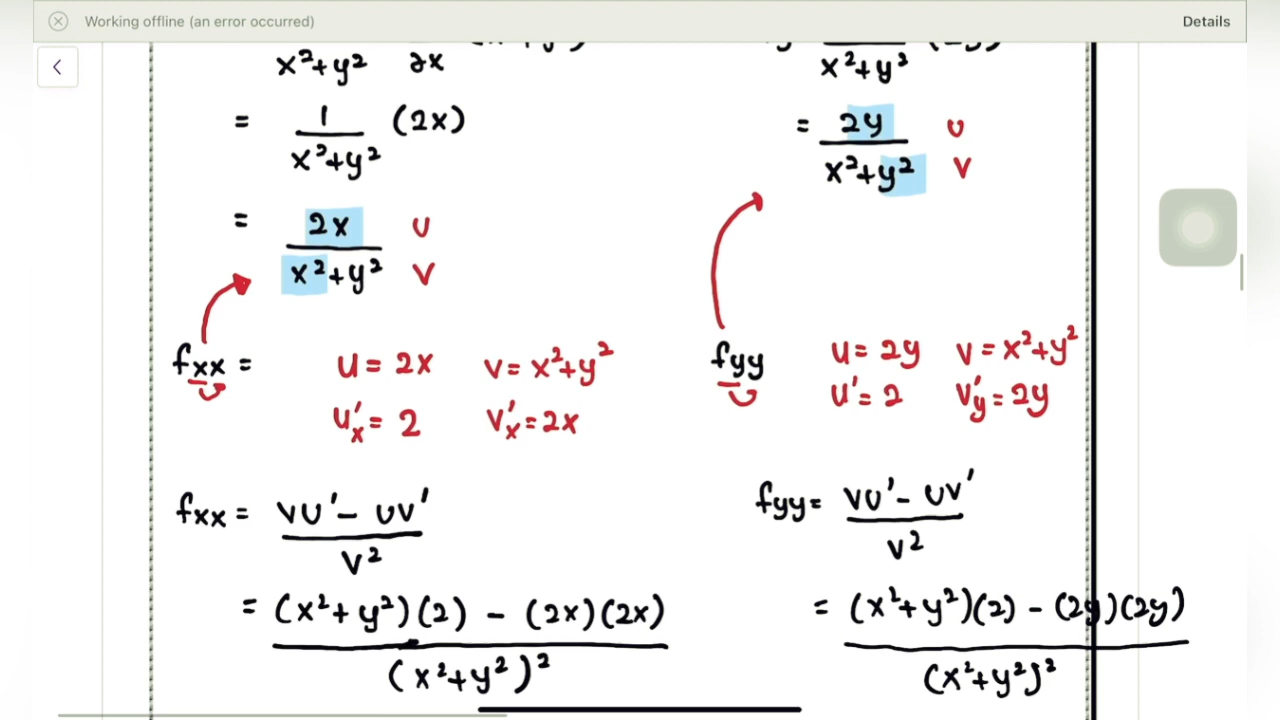 Working offline (an error occurred)
Details
x²+y² ∂x
= 1/(x²+y²) (2x)
= 2x/(x²+y²) u v
fxx =
u = 2x v = x²+y²
u'x = 2 v'x = 2x
fxx = (vu' - uv')/v²
= ((x²+y²)(2) - (2x)(2x))/(x²+y²)²
x²+y²
= 2y/(x²+y²) u v
fyy
u = 2y v = x²+y²
u' = 2 v'y = 2y
fyy = (vu' - uv')/v²
= ((x²+y²)(2) - (2y)(2y))/(x²+y²)²